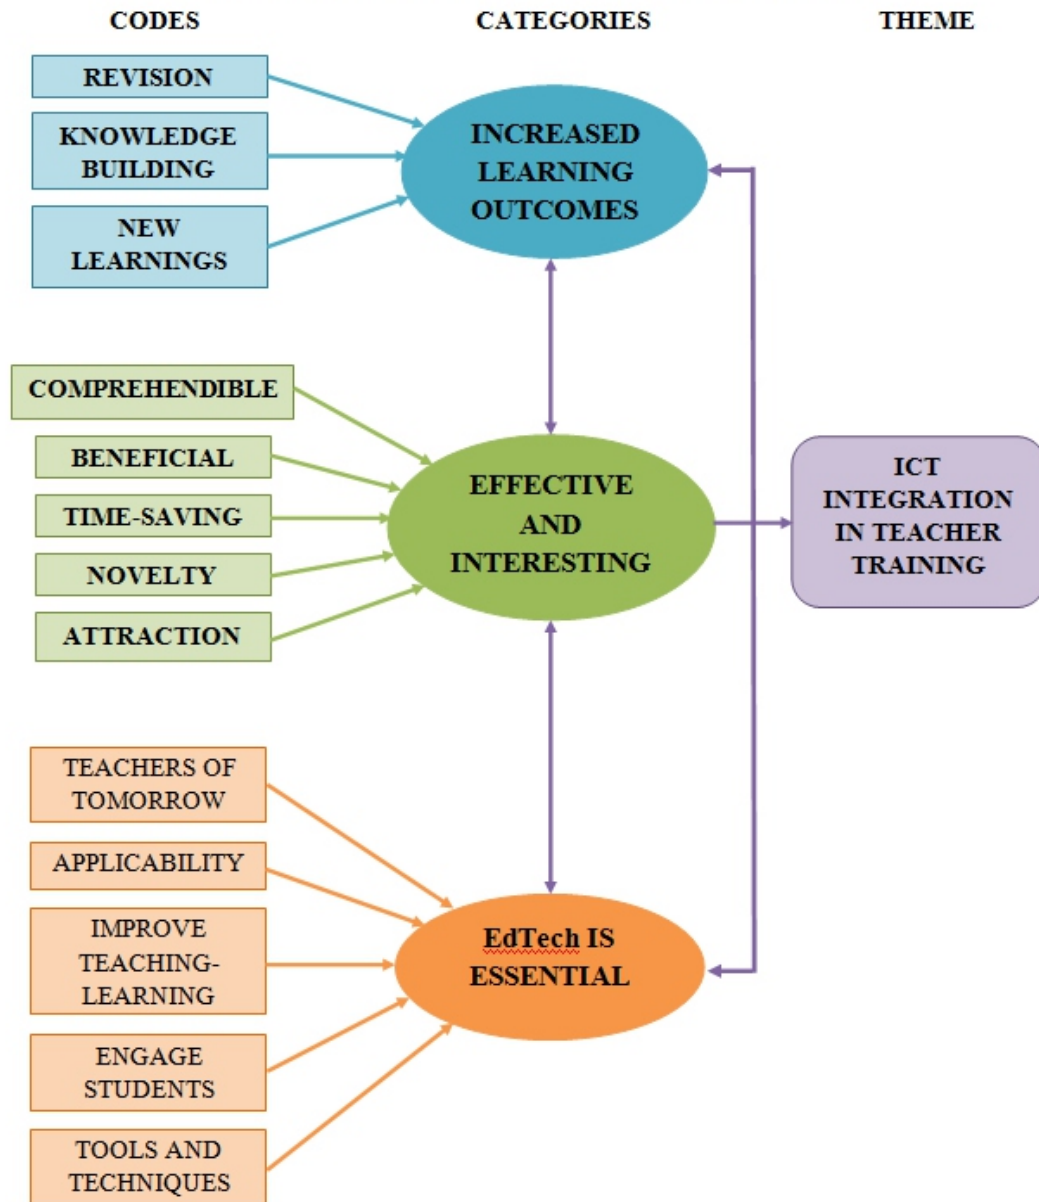 CODES
CATEGORIES
THEME
REVISION
KNOWLEDGE
BUILDING
NEW
LEARNINGS
INCREASED
LEARNING
OUTCOMES
COMPREHENDIBLE
BENEFICIAL
TIME-SAVING
NOVELTY
ATTRACTION
EFFECTIVE
AND
INTERESTING
ICT
INTEGRATION
IN TEACHER
TRAINING
TEACHERS OF
TOMORROW
APPLICABILITY
IMPROVE
TEACHING-
LEARNING
ENGAGE
STUDENTS
TOOLS AND
TECHNIQUES
EdTech IS
ESSENTIAL